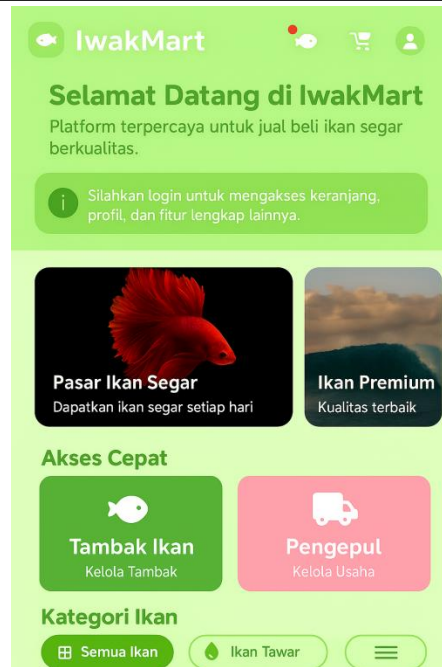 IwakMart
Selamat Datang di IwakMart
Platform terpercaya untuk jual beli ikan segar
berkualitas.
i
Silahkan login untuk mengakses keranjang,
profil, dan fitur lengkap lainnya.
Pasar Ikan Segar
Dapatkan ikan segar setiap hari
Ikan Premium
Kualitas terbaik
Akses Cepat
Tambak Ikan
Kelola Tambak
Pengepul
Kelola Usaha
Kategori Ikan
Semua Ikan
Ikan Tawar